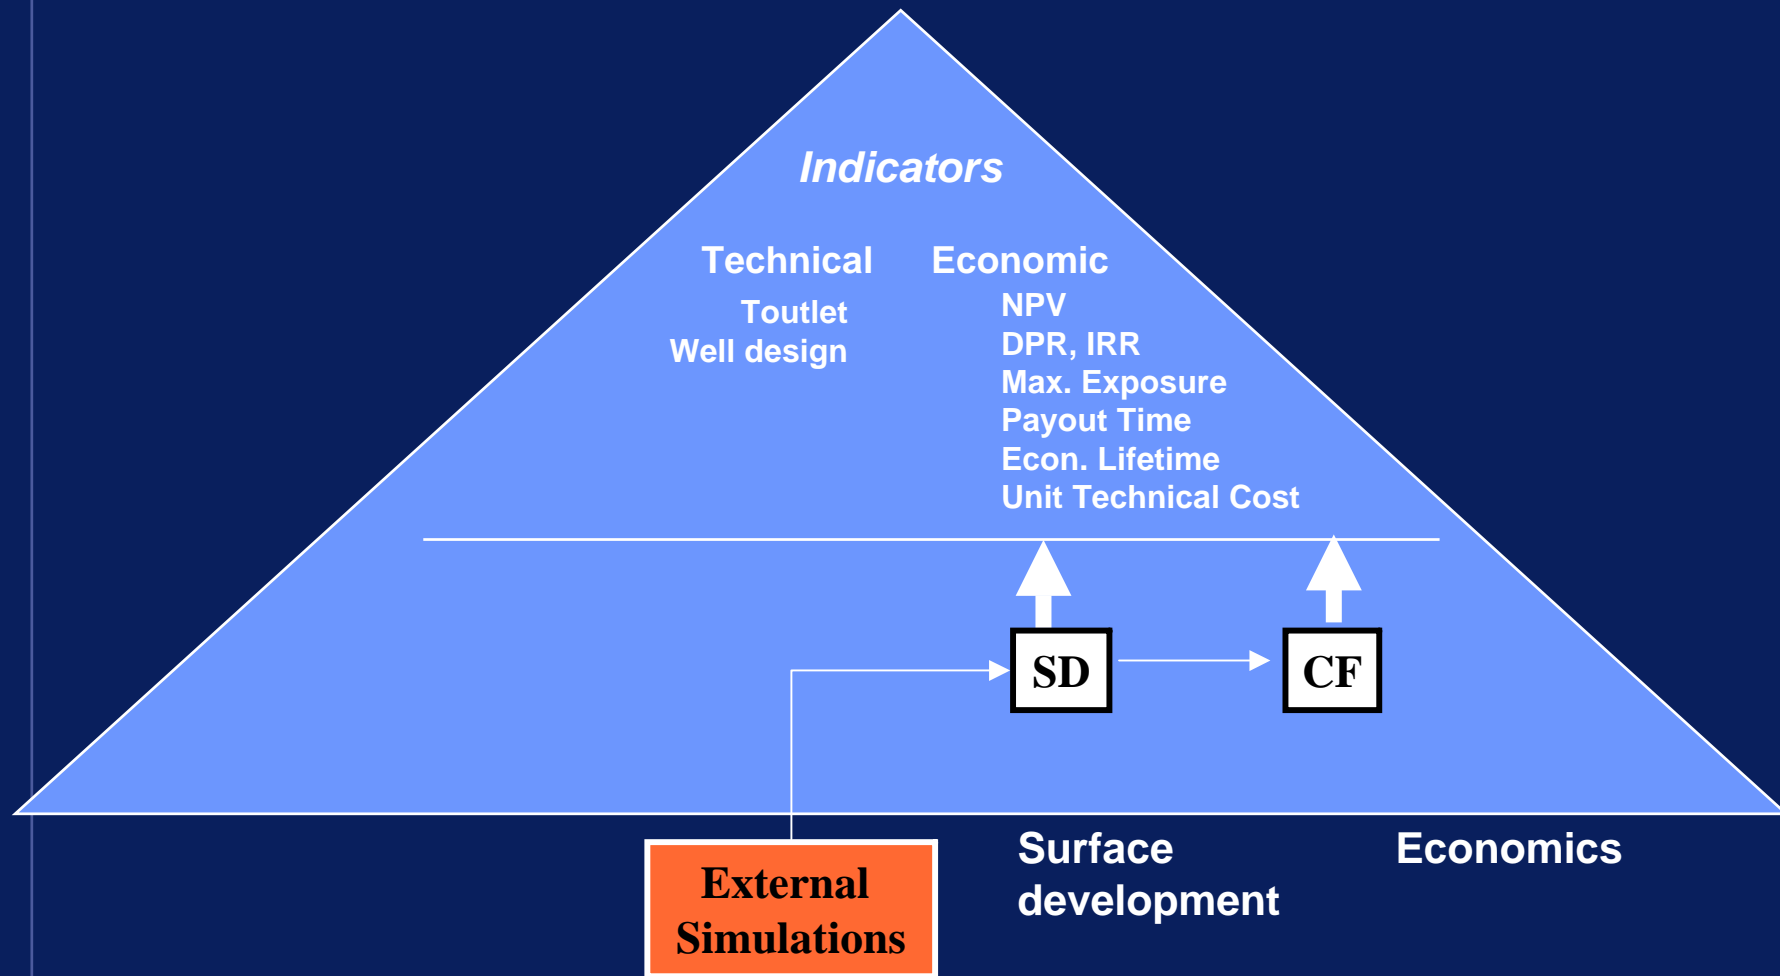 Indicators
Technical
Toutlet
Well design
Economic
NPV
DPR, IRR
Max. Exposure
Payout Time
Econ. Lifetime
Unit Technical Cost
SD
CF
External
Simulations
Surface
development
Economics